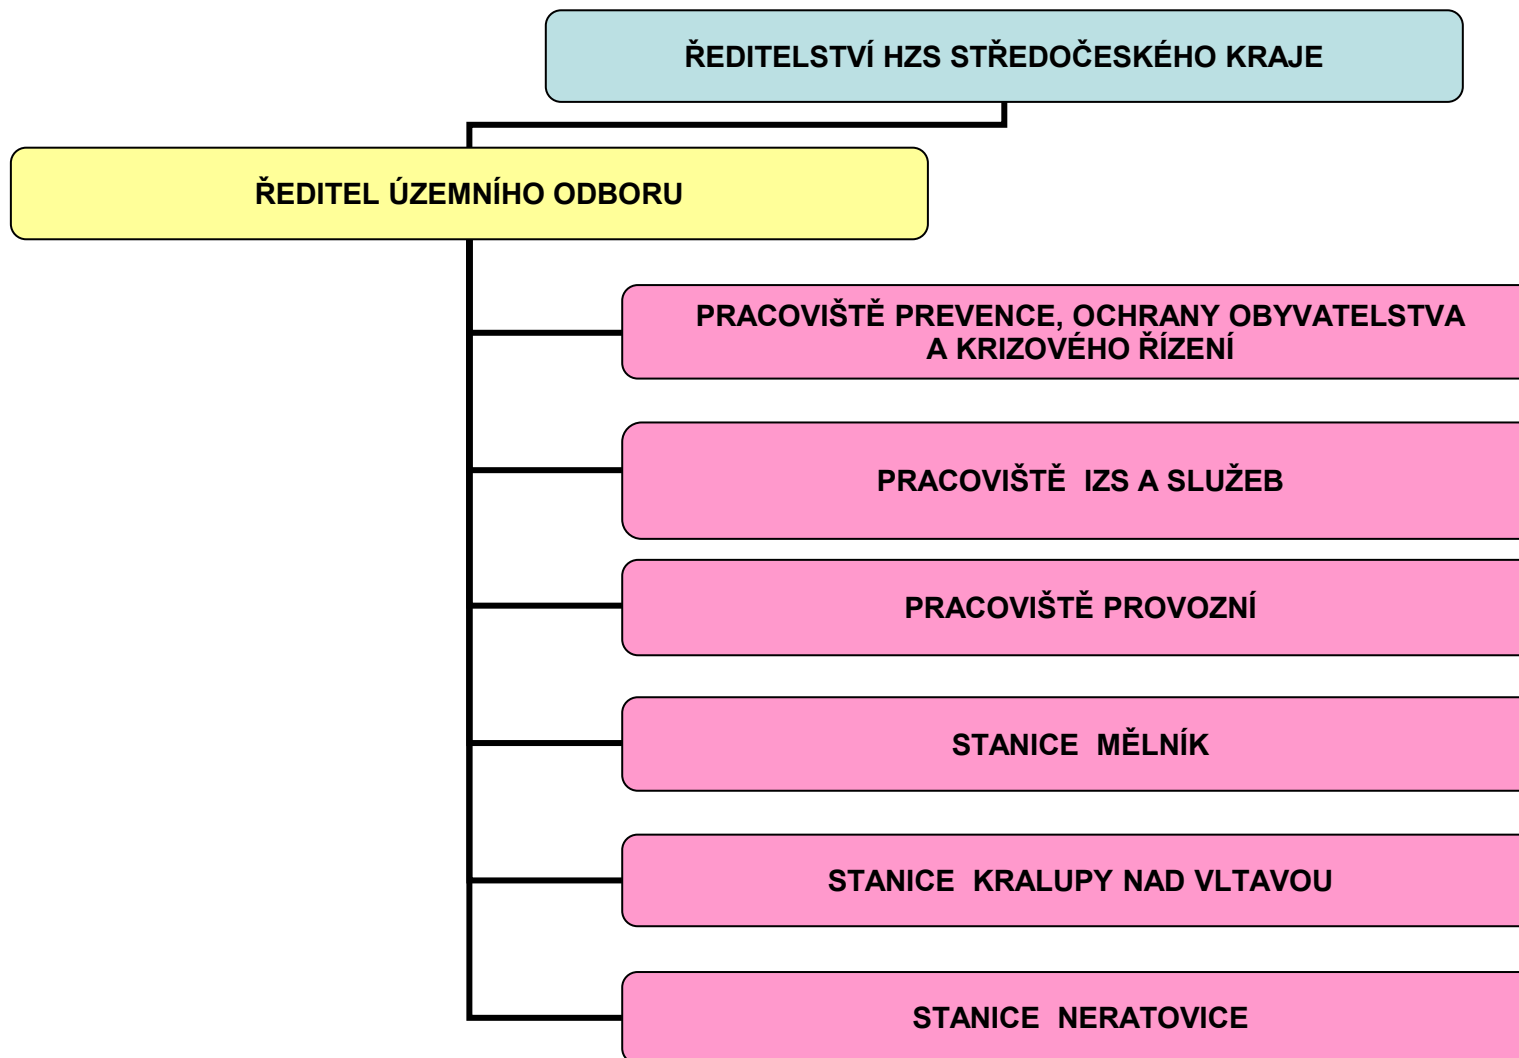 ŘEDITELSTVÍ HZS STŘEDOČESKÉHO KRAJE
ŘEDITEL ÚZEMNÍHO ODBORU
PRACOVIŠTĚ PREVENCE, OCHRANY OBYVATELSTVA
A KRIZOVÉHO ŘÍZENÍ
PRACOVIŠTĚ IZS A SLUŽEB
PRACOVIŠTĚ PROVOZNÍ
STANICE MĚLNÍK
STANICE KRALUPY NAD VLTAVOU
STANICE NERATOVICE